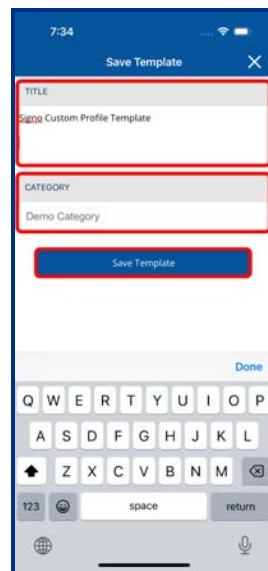 7:34
Save Template
TITLE
Signo Custom Profile Template
CATEGORY
Demo Category
Save Template
Done
Q W E R T Y U I O P
A S D F G H J K L
Z X C V B N M
123 space return